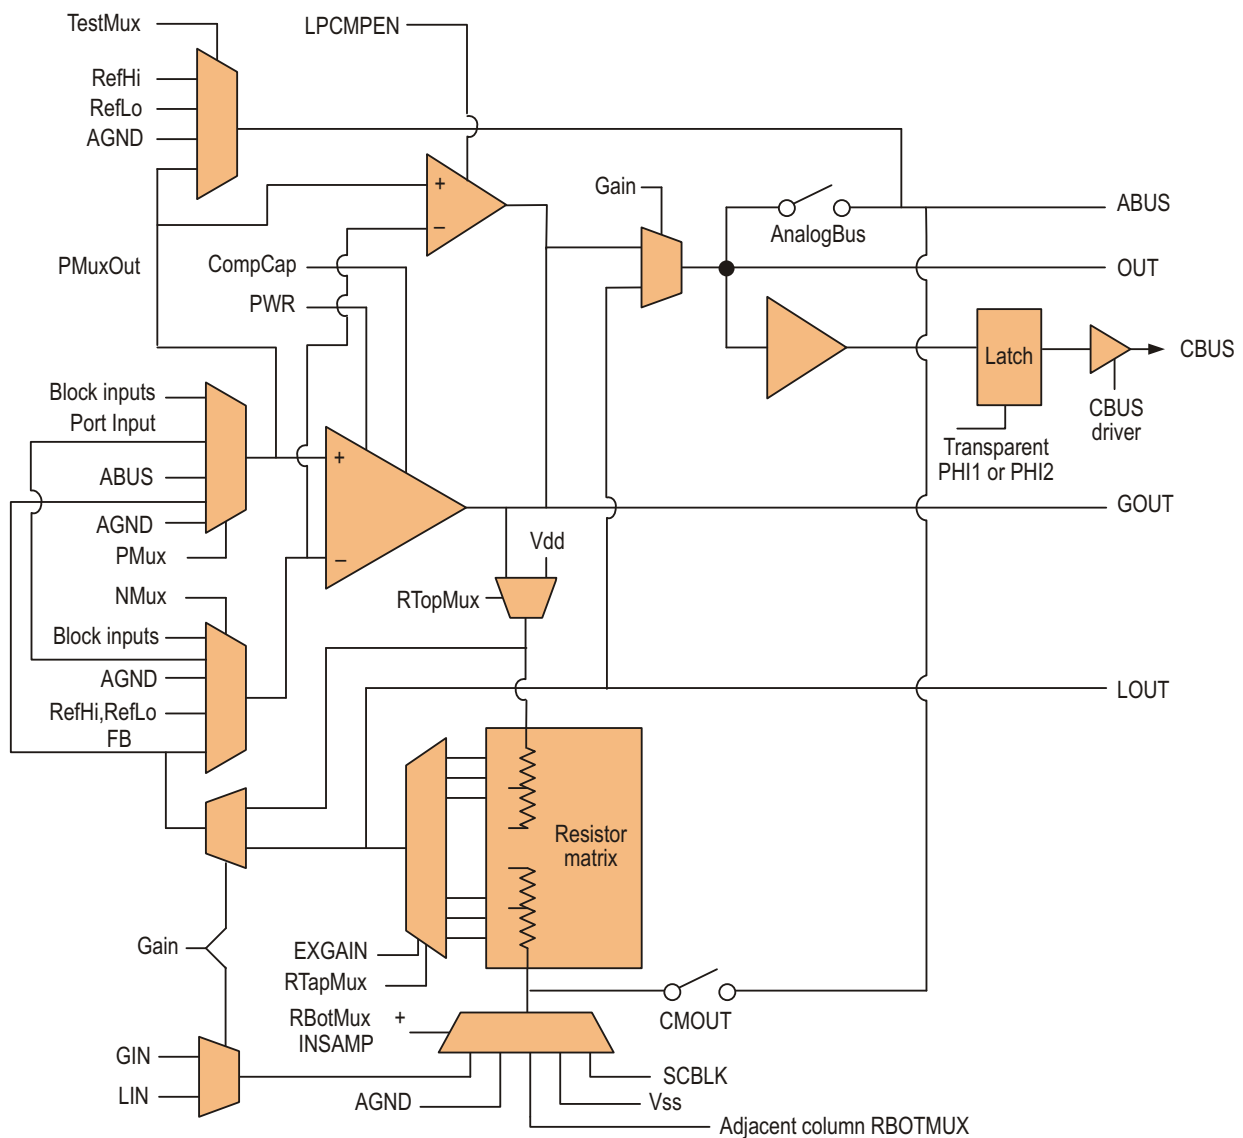 TestMux
LPCMPEN
RefHi
RefLo
AGND
+
−
Gain
AnalogBus
ABUS
PMuxOut
CompCap
OUT
PWR
Latch
CBUS
Block inputs
Port Input
CBUS
driver
Transparent
PHI1 or PHI2
+
ABUS
AGND
GOUT
PMux
−
Vdd
NMux
RTopMux
Block inputs
AGND
RefHi,RefLo
FB
LOUT
Resistor
matrix
Gain
EXGAIN
RTapMux
RBotMux +
INSAMP
CMOUT
GIN
LIN
SCBLK
AGND
Vss
Adjacent column RBOTMUX